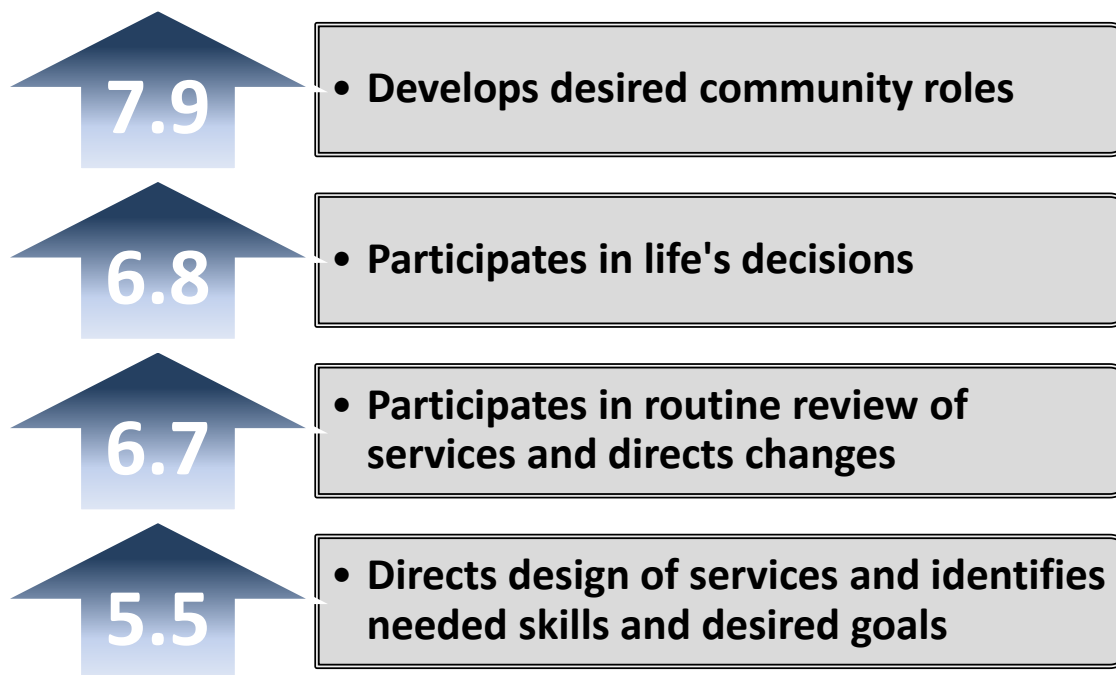 7.9
• Develops desired community roles
6.8
• Participates in life's decisions
6.7
• Participates in routine review of
services and directs changes
5.5
• Directs design of services and identifies
needed skills and desired goals